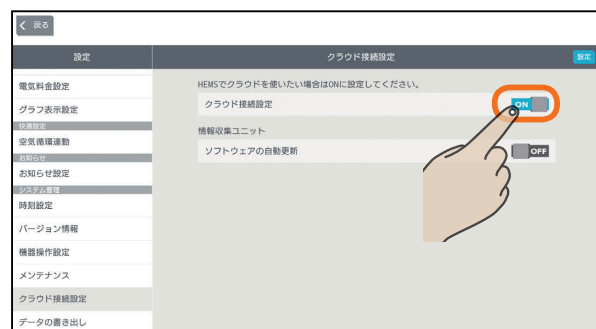 戻る
設定
クラウド接続設定
設定
電気料金設定
グラフ表示設定
快適設定
空気循環連動
お知らせ
お知らせ設定
システム管理
時刻設定
バージョン情報
機器操作設定
メンテナンス
クラウド接続設定
データの書き出し
HEMSでクラウドを使いたい場合はONに設定してください。
クラウド接続設定
ON
情報収集ユニット
ソフトウェアの自動更新
OFF